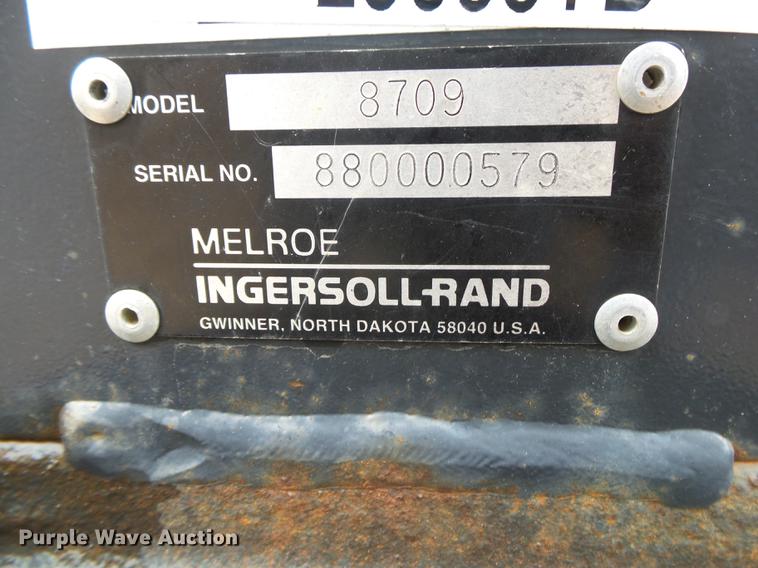 MODEL 8709
SERIAL NO. 880000579
MELROE
INGERSOLL-RAND
GWINNER, NORTH DAKOTA 58040 U.S.A.
Purple Wave Auction